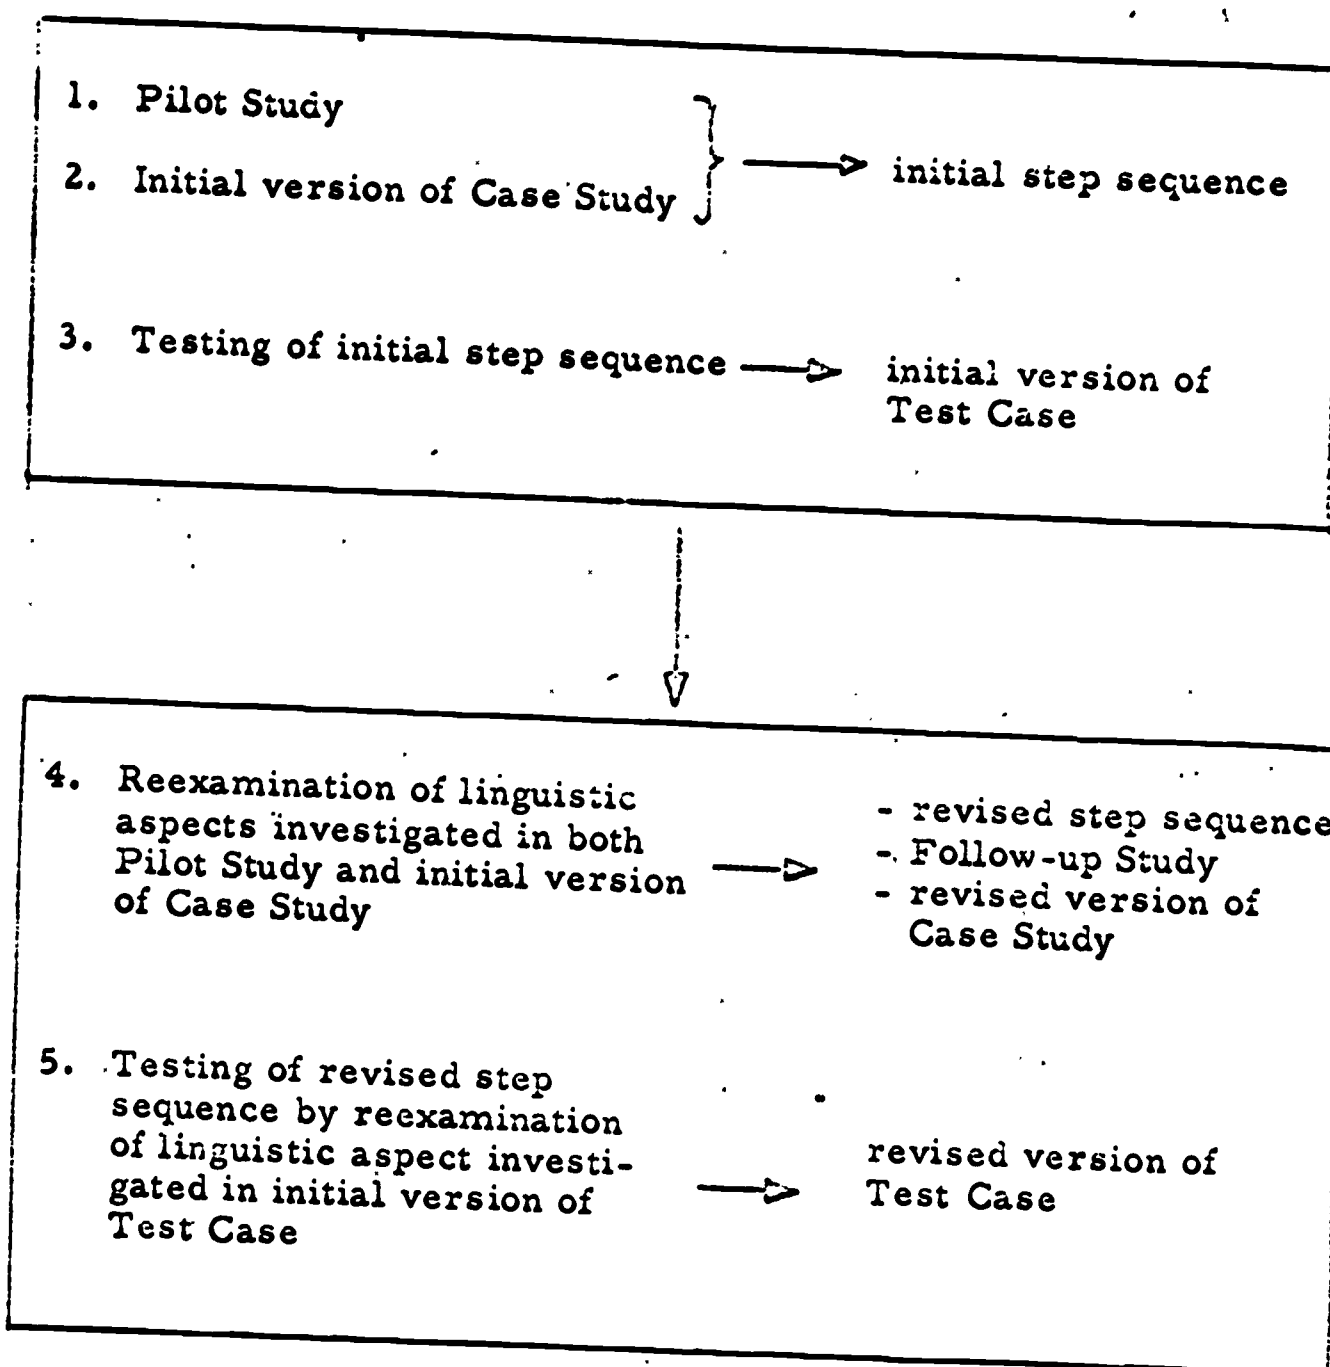 1. Pilot Study
2. Initial version of Case Study
initial step sequence
3. Testing of initial step sequence
initial version of
Test Case
4. Reexamination of linguistic
aspects investigated in both
Pilot Study and initial version
of Case Study
- revised step sequence
- Follow-up Study
- revised version of
Case Study
5. Testing of revised step
sequence by reexamination
of linguistic aspect investi-
gated in initial version of
Test Case
revised version of
Test Case